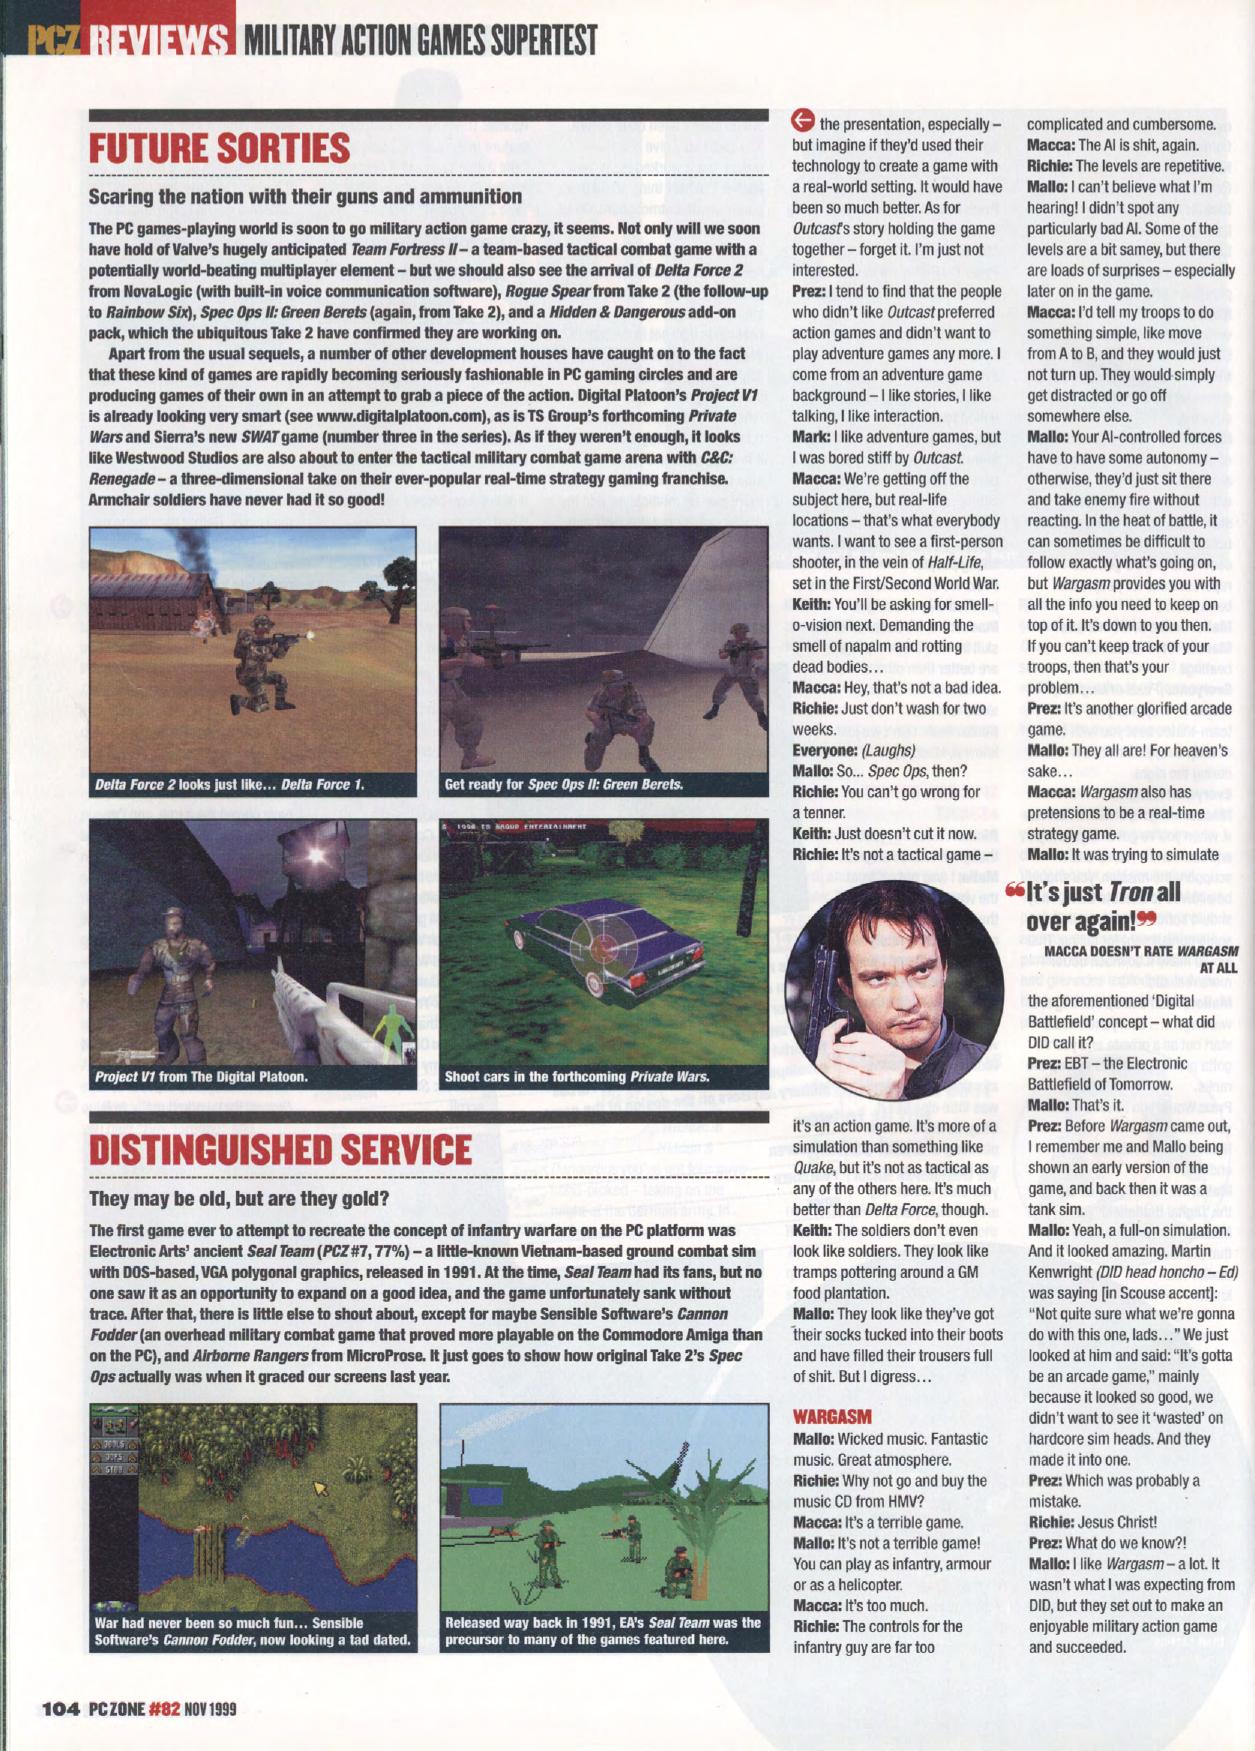 PCZ REVIEWS MILITARY ACTION GAMES SUPERTEST
FUTURE SORTIES
Scaring the nation with their guns and ammunition
The PC games-playing world is soon to go military action game crazy, it seems. Not only will we soon
have hold of Valve's hugely anticipated Team Fortress II – a team-based tactical combat game with a
potentially world-beating multiplayer element – but we should also see the arrival of Delta Force 2
from NovaLogic (with built-in voice communication software), Rogue Spear from Take 2 (the follow-up
to Rainbow Six), Spec Ops II: Green Berets (again, from Take 2), and a Hidden & Dangerous add-on
pack, which the ubiquitous Take 2 have confirmed they are working on.
Apart from the usual sequels, a number of other development houses have caught on to the fact
that these kind of games are rapidly becoming seriously fashionable in PC gaming circles and are
producing games of their own in an attempt to grab a piece of the action. Digital Platoon's Project V1
is already looking very smart (see www.digitalplatoon.com), as is TS Group's forthcoming Private
Wars and Sierra's new SWAT game (number three in the series). As if they weren't enough, it looks
like Westwood Studios are also about to enter the tactical military combat game arena with C&C:
Renegade – a three-dimensional take on their ever-popular real-time strategy gaming franchise.
Armchair soldiers have never had it so good!
Delta Force 2 looks just like... Delta Force 1.
Get ready for Spec Ops II: Green Berets.
1998 TS GROUP ENTERTAINMENT
Project V1 from The Digital Platoon.
Shoot cars in the forthcoming Private Wars.
DISTINGUISHED SERVICE
They may be old, but are they gold?
The first game ever to attempt to recreate the concept of infantry warfare on the PC platform was
Electronic Arts' ancient Seal Team (PCZ #7, 77%) – a little-known Vietnam-based ground combat sim
with DOS-based, VGA polygonal graphics, released in 1991. At the time, Seal Team had its fans, but no
one saw it as an opportunity to expand on a good idea, and the game unfortunately sank without
trace. After that, there is little else to shout about, except for maybe Sensible Software's Cannon
Fodder (an overhead military combat game that proved more playable on the Commodore Amiga than
on the PC), and Airborne Rangers from MicroProse. It just goes to show how original Take 2's Spec
Ops actually was when it graced our screens last year.
War had never been so much fun... Sensible
Software's Cannon Fodder, now looking a tad dated.
Released way back in 1991, EA's Seal Team was the
precursor to many of the games featured here.
the presentation, especially –
but imagine if they'd used their
technology to create a game with
a real-world setting. It would have
been so much better. As for
Outcast's story holding the game
together – forget it. I'm just not
interested.
Prez: I tend to find that the people
who didn't like Outcast preferred
action games and didn't want to
play adventure games any more. I
come from an adventure game
background – I like stories, I like
talking, I like interaction.
Mark: I like adventure games, but
I was bored stiff by Outcast.
Macca: We're getting off the
subject here, but real-life
locations – that's what everybody
wants. I want to see a first-person
shooter, in the vein of Half-Life,
set in the First/Second World War.
Keith: You'll be asking for smell-
o-vision next. Demanding the
smell of napalm and rotting
dead bodies...
Macca: Hey, that's not a bad idea.
Richie: Just don't wash for two
weeks.
Everyone: (Laughs)
Mallo: So... Spec Ops, then?
Richie: You can't go wrong for
a tenner.
Keith: Just doesn't cut it now.
Richie: It's not a tactical game –
it's an action game. It's more of a
simulation than something like
Quake, but it's not as tactical as
any of the others here. It's much
better than Delta Force, though.
Keith: The soldiers don't even
look like soldiers. They look like
tramps pottering around a GM
food plantation.
Mallo: They look like they've got
their socks tucked into their boots
and have filled their trousers full
of shit. But I digress...
WARGASM
Mallo: Wicked music. Fantastic
music. Great atmosphere.
Richie: Why not go and buy the
music CD from HMV?
Macca: It's a terrible game.
Mallo: It's not a terrible game!
You can play as infantry, armour
or as a helicopter.
Macca: It's too much.
Richie: The controls for the
infantry guy are far too
complicated and cumbersome.
Macca: The AI is shit, again.
Richie: The levels are repetitive.
Mallo: I can't believe what I'm
hearing! I didn't spot any
particularly bad AI. Some of the
levels are a bit samey, but there
are loads of surprises – especially
later on in the game.
Macca: I'd tell my troops to do
something simple, like move
from A to B, and they would just
not turn up. They would simply
get distracted or go off
somewhere else.
Mallo: Your AI-controlled forces
have to have some autonomy –
otherwise, they'd just sit there
and take enemy fire without
reacting. In the heat of battle, it
can sometimes be difficult to
follow exactly what's going on,
but Wargasm provides you with
all the info you need to keep on
top of it. It's down to you then.
If you can't keep track of your
troops, then that's your
problem...
Prez: It's another glorified arcade
game.
Mallo: They all are! For heaven's
sake...
Macca: Wargasm also has
pretensions to be a real-time
strategy game.
Mallo: It was trying to simulate
“It's just Tron all
over again!”
MACCA DOESN'T RATE WARGASM
AT ALL
the aforementioned 'Digital
Battlefield' concept – what did
DID call it?
Prez: EBT – the Electronic
Battlefield of Tomorrow.
Mallo: That's it.
Prez: Before Wargasm came out,
I remember me and Mallo being
shown an early version of the
game, and back then it was a
tank sim.
Mallo: Yeah, a full-on simulation.
And it looked amazing. Martin
Kenwright (DID head honcho – Ed)
was saying [in Scouse accent]:
“Not quite sure what we're gonna
do with this one, lads...” We just
looked at him and said: “It's gotta
be an arcade game,” mainly
because it looked so good, we
didn't want to see it 'wasted' on
hardcore sim heads. And they
made it into one.
Prez: Which was probably a
mistake.
Richie: Jesus Christ!
Prez: What do we know?!
Mallo: I like Wargasm – a lot. It
wasn't what I was expecting from
DID, but they set out to make an
enjoyable military action game
and succeeded.
104 PC ZONE #82 NOV 1999